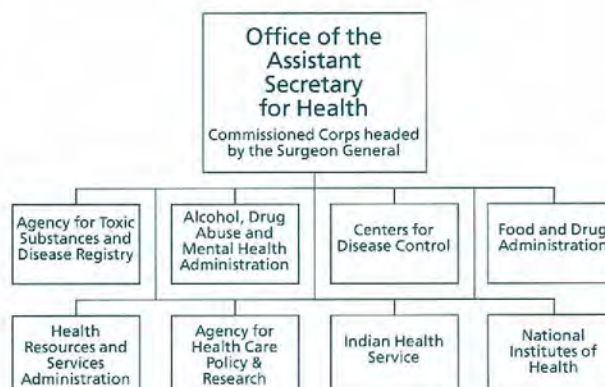 Office of the
Assistant
Secretary
for Health
Commissioned Corps headed
by the Surgeon General
Agency for Toxic
Substances and
Disease Registry
Alcohol, Drug
Abuse and
Mental Health
Administration
Centers for
Disease Control
Food and Drug
Administration
Health
Resources and
Services
Administration
Agency for
Health Care
Policy &
Research
Indian Health
Service
National
Institutes of
Health